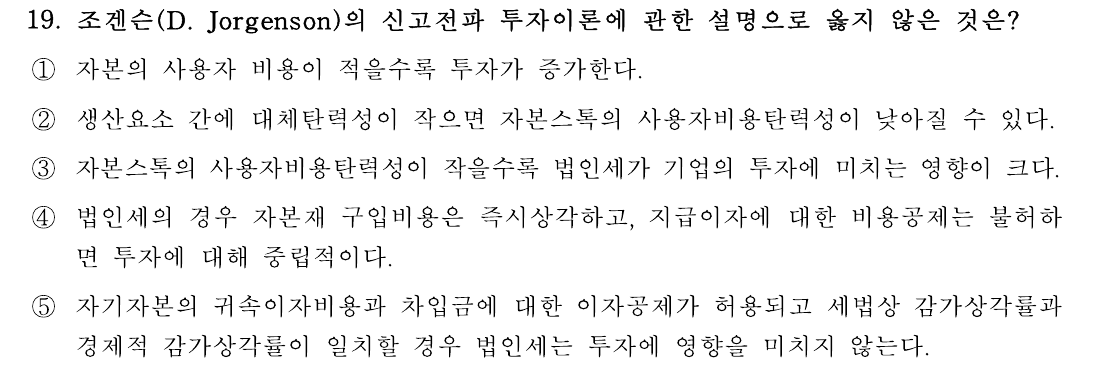 19. 조겐슨(D. Jorgenson)의 신고전파 투자이론에 관한 설명으로 옳지 않은 것은?
① 자본의 사용자 비용이 적을수록 투자가 증가한다.
② 생산요소 간에 대체탄력성이 작으면 자본스톡의 사용자비용탄력성이 낮아질 수 있다.
③ 자본스톡의 사용자비용탄력성이 작을수록 법인세가 기업의 투자에 미치는 영향이 크다.
④ 법인세의 경우 자본재 구입비용은 즉시상각하고, 지급이자에 대한 비용공제는 불허하
면 투자에 대해 중립적이다.
⑤ 자기자본의 귀속이자비용과 차입금에 대한 이자공제가 허용되고 세법상 감가상각률과
경제적 감가상각률이 일치할 경우 법인세는 투자에 영향을 미치지 않는다.